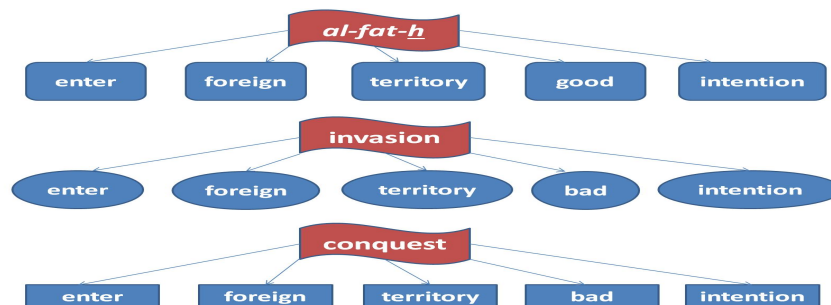 al-fat-h
enter foreign territory good intention
invasion
enter foreign territory bad intention
conquest
enter foreign territory bad intention